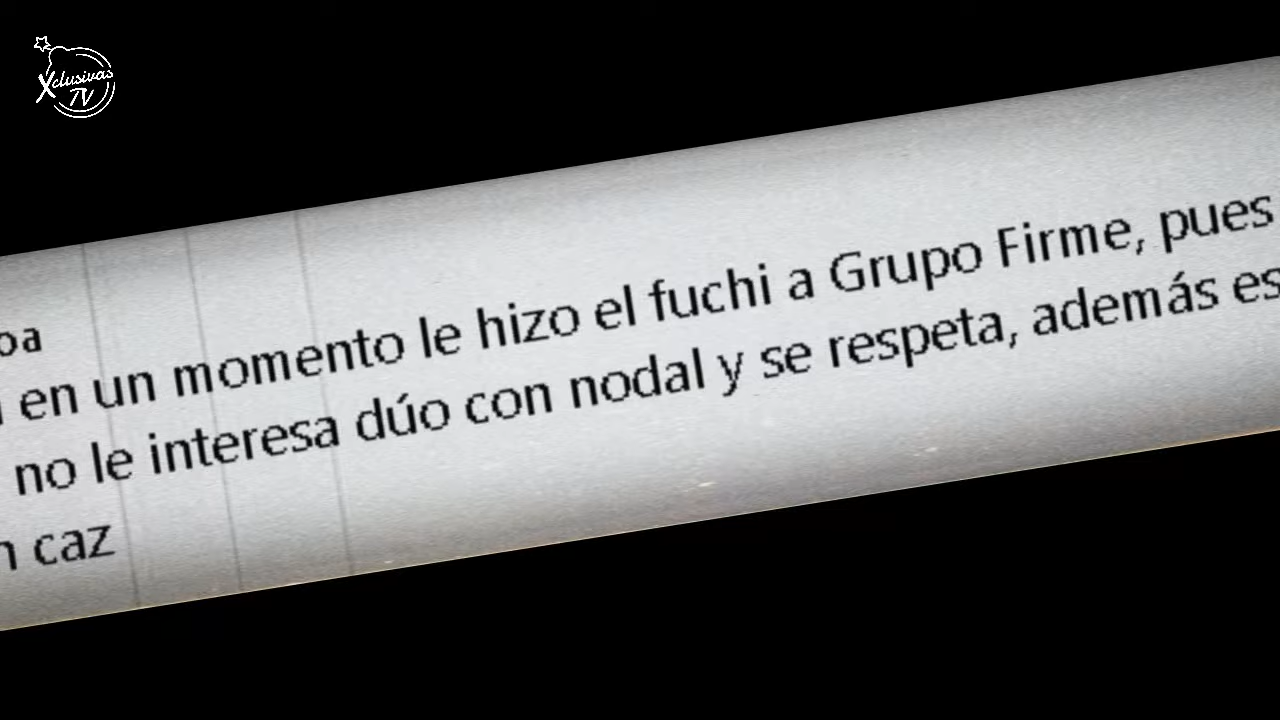 Xclusivas
TV
en un momento le hizo el fuchi a Grupo Firme, pues
no le interesa dúo con nodal y se respeta, además es
caz